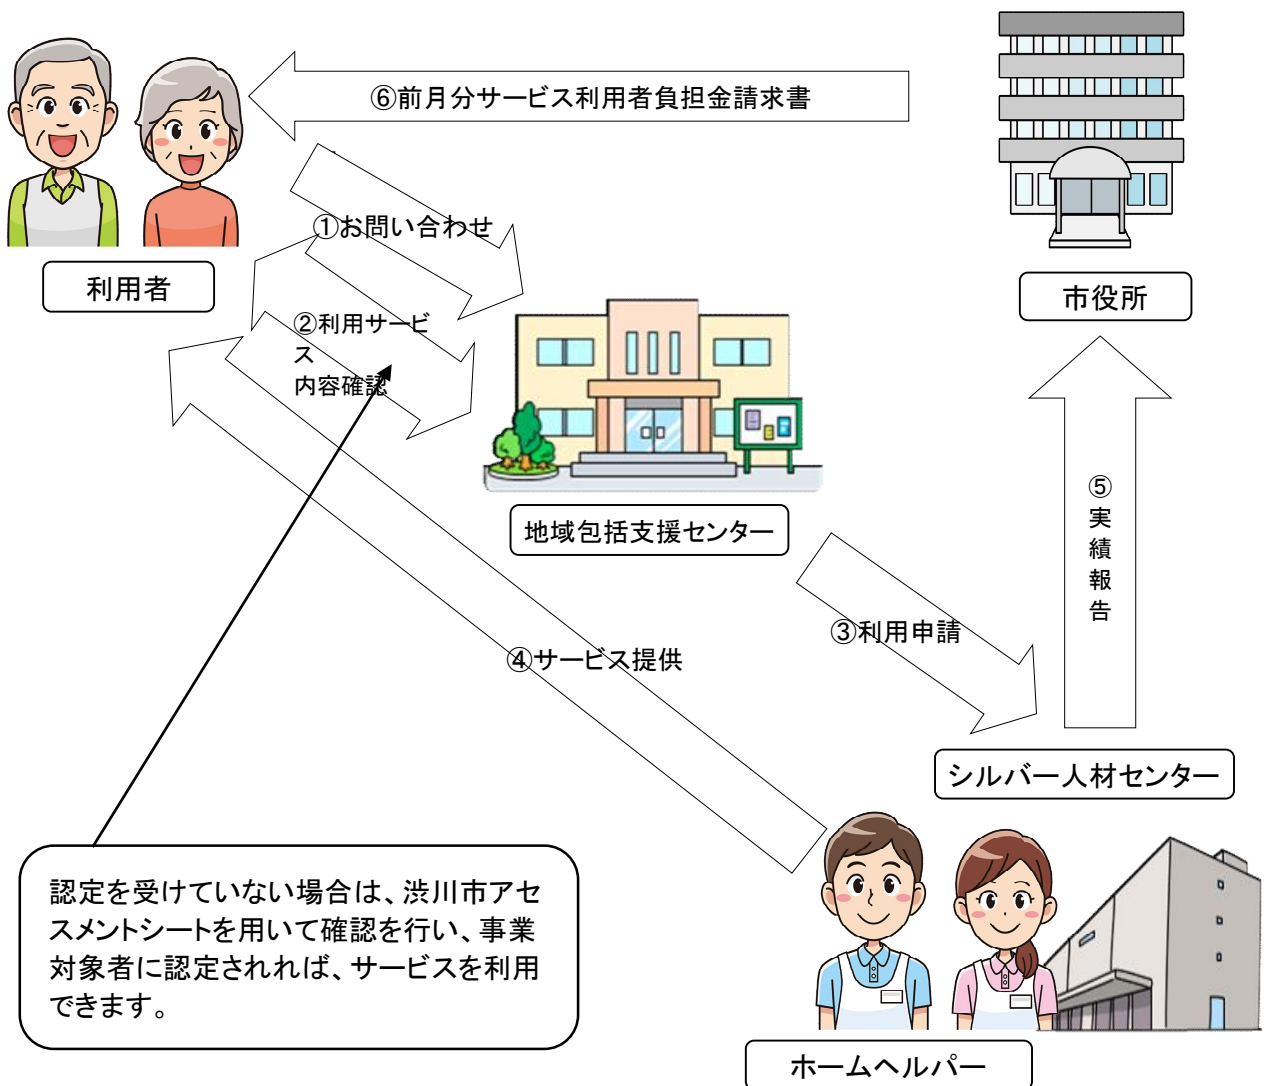 ⑥前月分サービス利用者負担金請求書
①お問い合わせ
利用者
市役所
②利用サービ
ス
内容確認
地域包括支援センター
⑤
実
績
報
告
③利用申請
④サービス提供
シルバー人材センター
認定を受けていない場合は、渋川市アセ
スメントシートを用いて確認を行い、事業
対象者に認定されれば、サービスを利用
できます。
ホームヘルパー